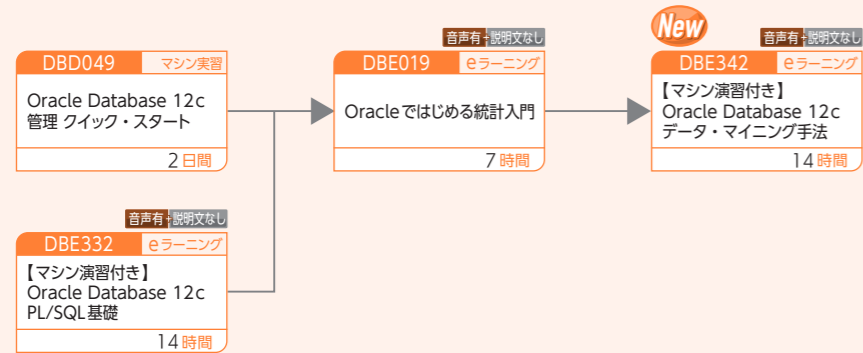 DBD049 マシン実習
Oracle Database 12c
管理 クイック・スタート
2日間
音声有+説明文なし
DBE332 eラーニング
【マシン演習付き】
Oracle Database 12c
PL/SQL基礎
14時間
音声有+説明文なし
DBE019 eラーニング
Oracleではじめる統計入門
7時間
New
音声有+説明文なし
DBE342 eラーニング
【マシン演習付き】
Oracle Database 12c
データ・マイニング手法
14時間